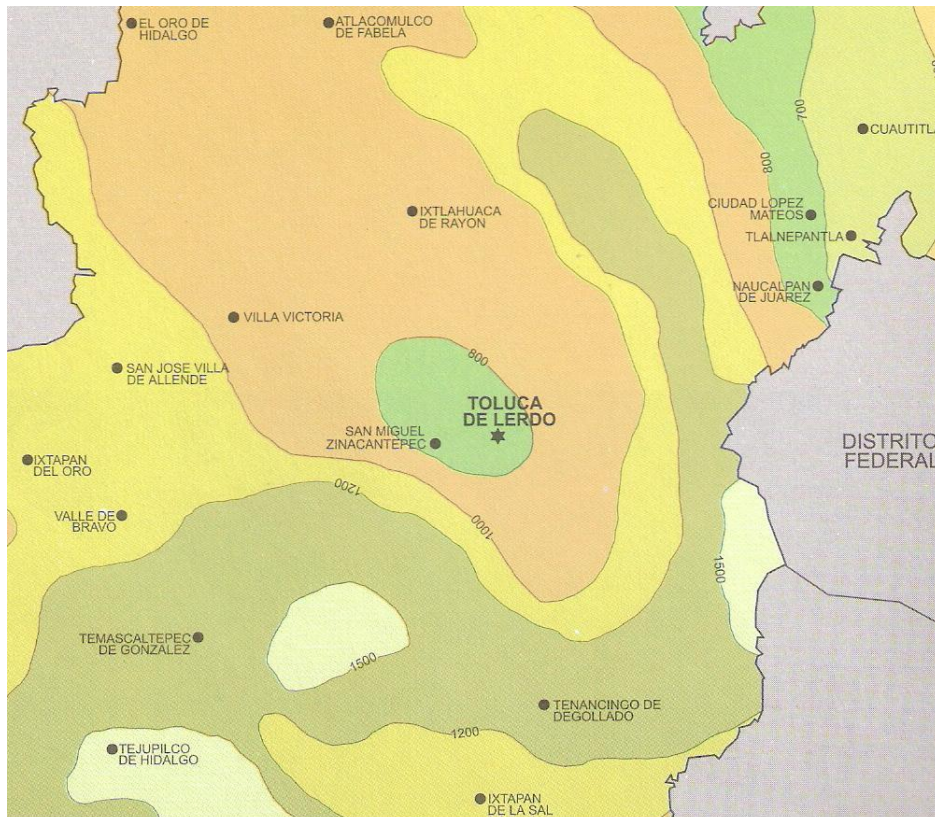 EL ORO DE
HIDALGO
ATLACOMULCO
DE FABELA
700
CUAUTITLA
800
CIUDAD LOPEZ
MATEOS
TLALNEPANTLA
IXTLAHUACA
DE RAYON
NAUCALPAN
DE JUAREZ
VILLA VICTORIA
800
SAN JOSE VILLA
DE ALLENDE
TOLUCA
DE LERDO
SAN MIGUEL
ZINACANTEPEC
DISTRITO
FEDERAL
IXTAPAN
DEL ORO
1200
VALLE DE
BRAVO
1000
1500
TEMASCALTEPEC
DE GONZALEZ
1500
TENANCINGO DE
DEGOLLADO
1200
TEJUPILCO
DE HIDALGO
IXTAPAN
DE LA SAL